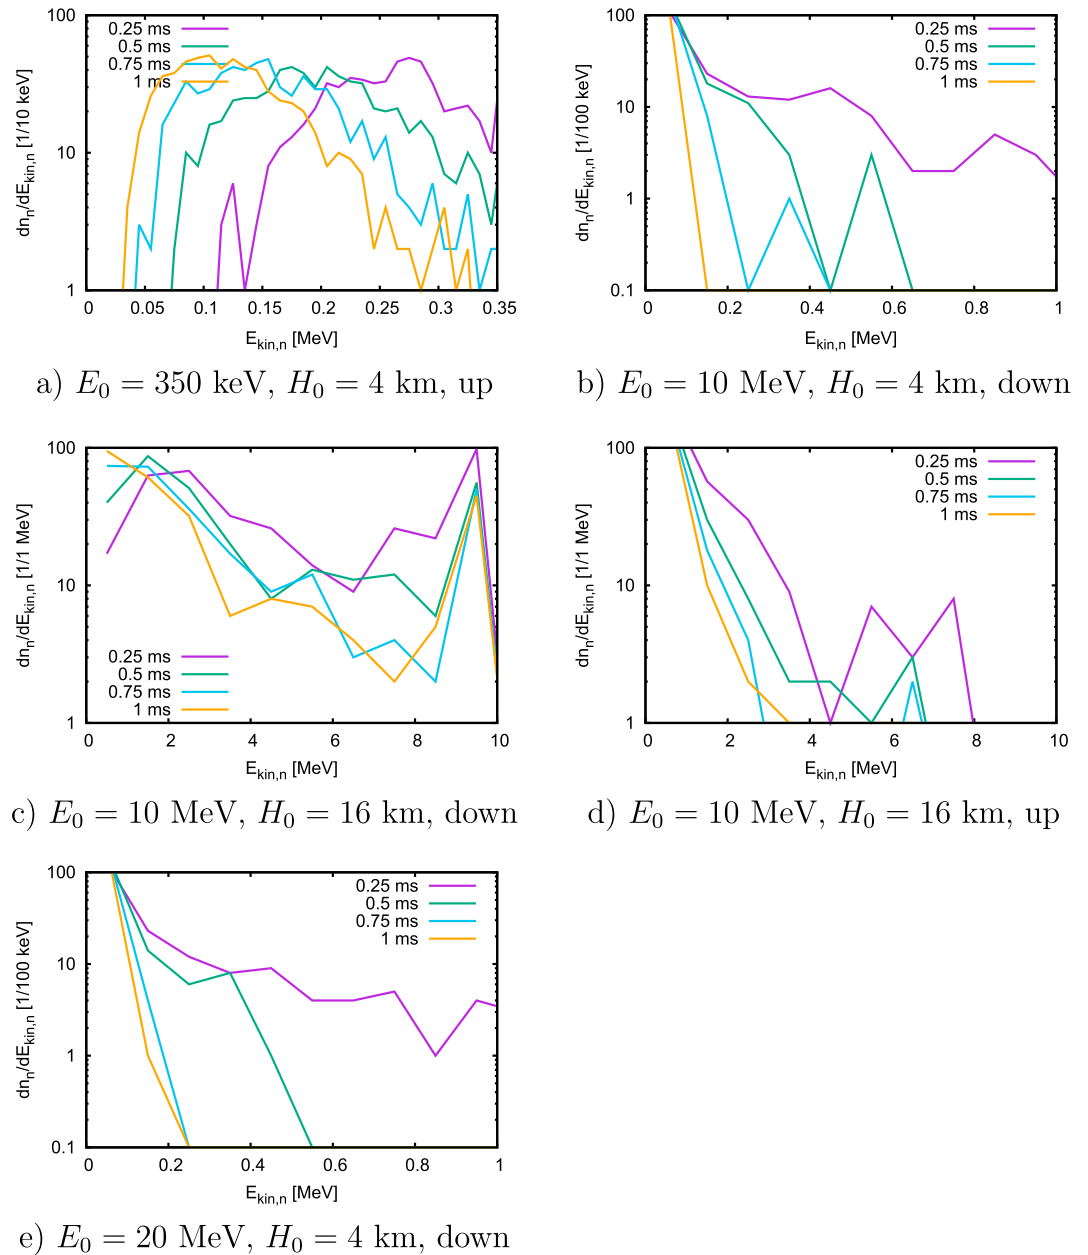 100
10
1
0.25 ms
0.5 ms
0.75 ms
1 ms
dn_n/dE_kin,n [1/10 keV]
0 0.05 0.1 0.15 0.2 0.25 0.3 0.35
E_kin,n [MeV]
a) E_0 = 350 keV, H_0 = 4 km, up
100
10
1
0.1
0.25 ms
0.5 ms
0.75 ms
1 ms
dn_n/dE_kin,n [1/100 keV]
0 0.2 0.4 0.6 0.8 1
E_kin,n [MeV]
b) E_0 = 10 MeV, H_0 = 4 km, down
100
10
1
dn_n/dE_kin,n [1/1 MeV]
0.25 ms
0.5 ms
0.75 ms
1 ms
0 2 4 6 8 10
E_kin,n [MeV]
c) E_0 = 10 MeV, H_0 = 16 km, down
100
10
1
0.25 ms
0.5 ms
0.75 ms
1 ms
dn_n/dE_kin,n [1/1 MeV]
0 2 4 6 8 10
E_kin,n [MeV]
d) E_0 = 10 MeV, H_0 = 16 km, up
100
10
1
0.1
0.25 ms
0.5 ms
0.75 ms
1 ms
dn_n/dE_kin,n [1/100 keV]
0 0.2 0.4 0.6 0.8 1
E_kin,n [MeV]
e) E_0 = 20 MeV, H_0 = 4 km, down